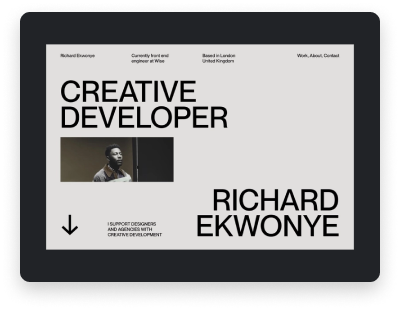 Richard Ekwonye
Currently front end
engineer at Wise
Based in London
United Kingdom
Work, About, Contact
CREATIVE
DEVELOPER
I SUPPORT DESIGNERS
AND AGENCIES WITH
CREATIVE DEVELOPMENT
RICHARD
EKWONYE